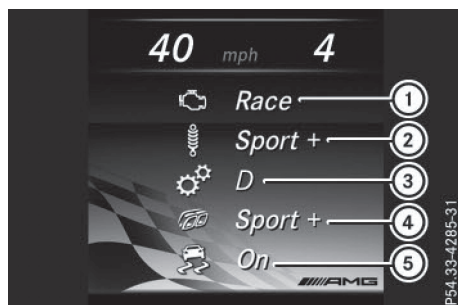 40 mph 4
Race 1
Sport + 2
D 3
Sport + 4
On 5
AMG
P54.33-4285-31